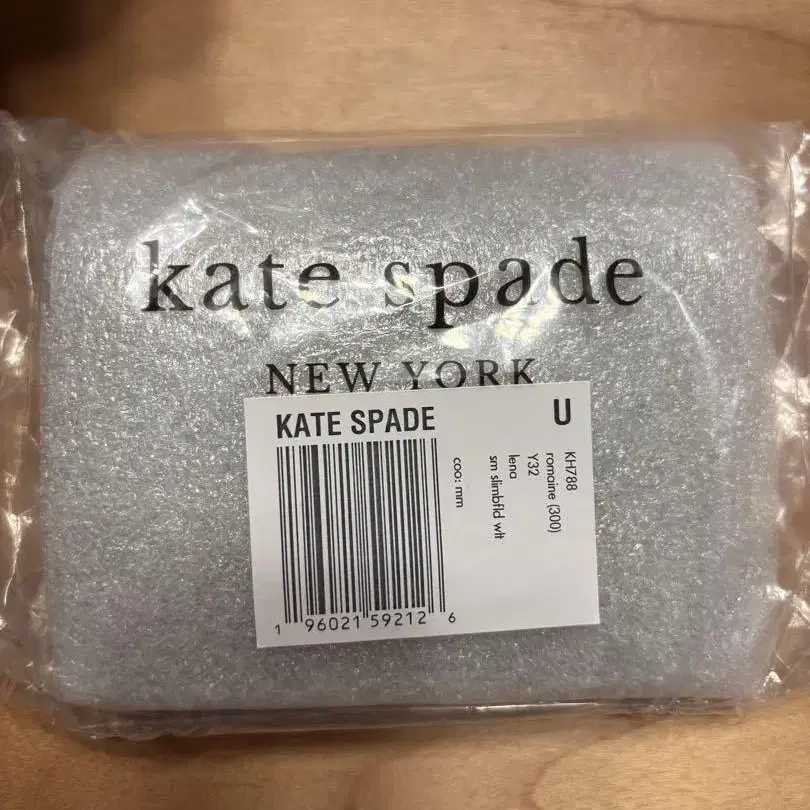 kate spade
NEW YORK
KATE SPADE
U
KH788
romaine (300)
Y32
lena
sm slimbfld wlt
coo: mm
1 96021 59212 6